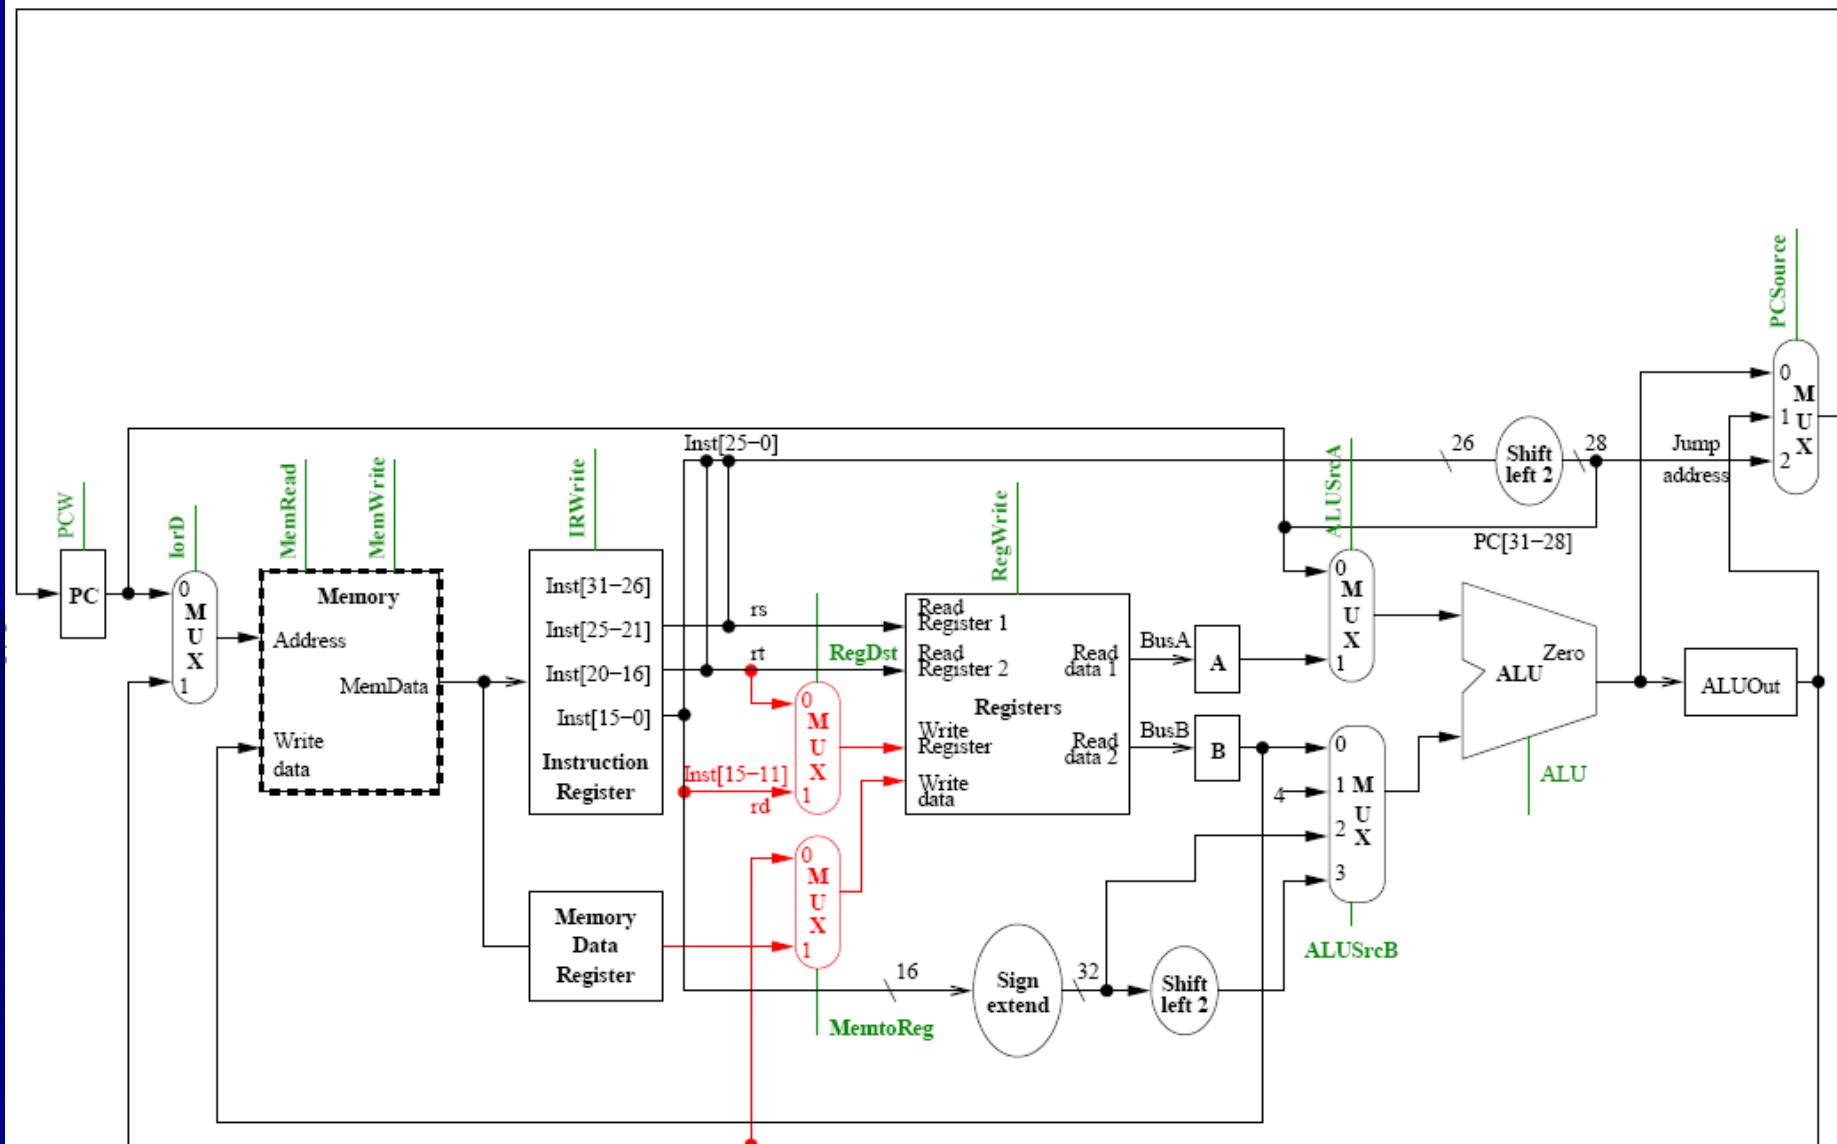 PCSource
0
M
1
U
X
2
Inst[25−0]
26
Shift
left 2
28
Jump
address
PC[31−28]
PCW
IorD
MemRead
MemWrite
IRWrite
RegWrite
ALUSrcA
PC
0
M
U
X
1
Memory
Address
MemData
Write
data
Inst[31−26]
Inst[25−21]
Inst[20−16]
Inst[15−0]
Instruction
Register
rs
rt
RegDst
0
M
U
X
1
Inst[15−11]
rd
Read
Register 1
Read
Register 2
Read
data 1
Registers
Write
Register
Read
data 2
Write
data
BusA
A
BusB
B
0
M
U
X
1
Zero
ALU
ALU
ALUOut
0
4
1 M
U
2 X
3
ALUSrcB
Memory
Data
Register
0
M
U
X
1
MemtoReg
16
Sign
extend
32
Shift
left 2